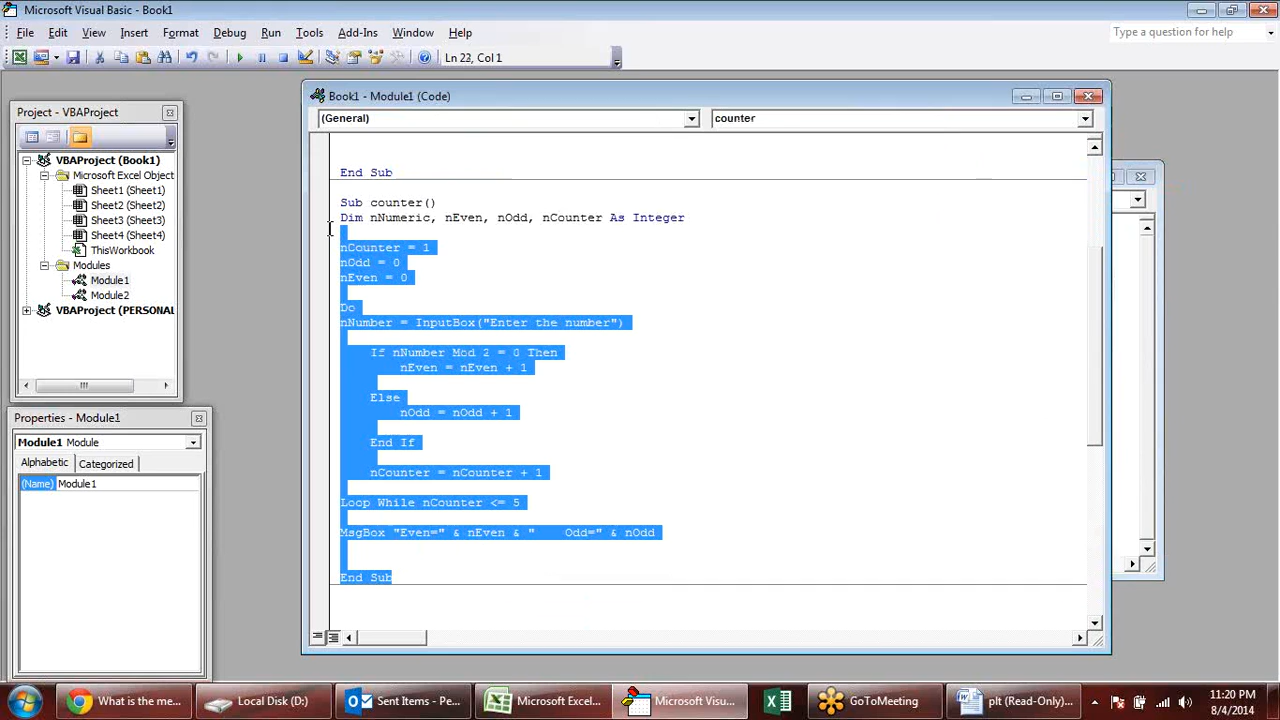 Microsoft Visual Basic - Book1
File Edit View Insert Format Debug Run Tools Add-Ins Window Help
Type a question for help
Ln 23, Col 1
Project - VBAProject
VBAProject (Book1)
Microsoft Excel Object
Sheet1 (Sheet1)
Sheet2 (Sheet2)
Sheet3 (Sheet3)
Sheet4 (Sheet4)
ThisWorkbook
Modules
Module1
Module2
VBAProject (PERSONAL
Properties - Module1
Module1 Module
Alphabetic Categorized
(Name) Module1
Book1 - Module1 (Code)
(General) counter
End Sub
Sub counter()
Dim nNumeric, nEven, nOdd, nCounter As Integer
nCounter = 1
nOdd = 0
nEven = 0
Do
nNumber = InputBox("Enter the number")
If nNumber Mod 2 = 0 Then
nEven = nEven + 1
Else
nOdd = nOdd + 1
End If
nCounter = nCounter + 1
Loop While nCounter <= 5
MsgBox "Even=" & nEven & "    Odd=" & nOdd
End Sub
What is the me...
Local Disk (D:)
Sent Items - Pe...
Microsoft Excel...
Microsoft Visu...
GoToMeeting
plt (Read-Only)...
11:20 PM
8/4/2014